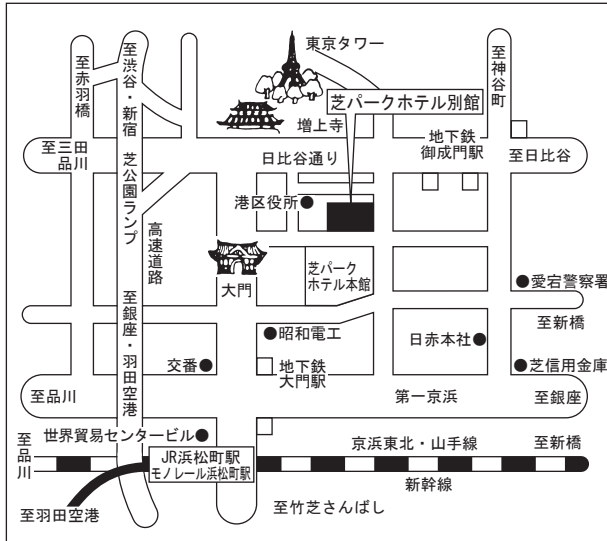 東京タワー
至赤羽橋
至渋谷・新宿
至神谷町
芝パークホテル別館
増上寺
地下鉄
御成門駅
至三田
品川
芝公園ランプ
日比谷通り
至日比谷
港区役所
高速道路
大門
芝パーク
ホテル本館
愛宕警察署
至銀座・羽田空港
至新橋
昭和電工
日赤本社
交番
地下鉄
大門駅
芝信用金庫
至品川
第一京浜
至銀座
世界貿易センタービル
至品川
JR浜松町駅
モノレール浜松町駅
京浜東北・山手線
至新橋
新幹線
至羽田空港
至竹芝さんばし